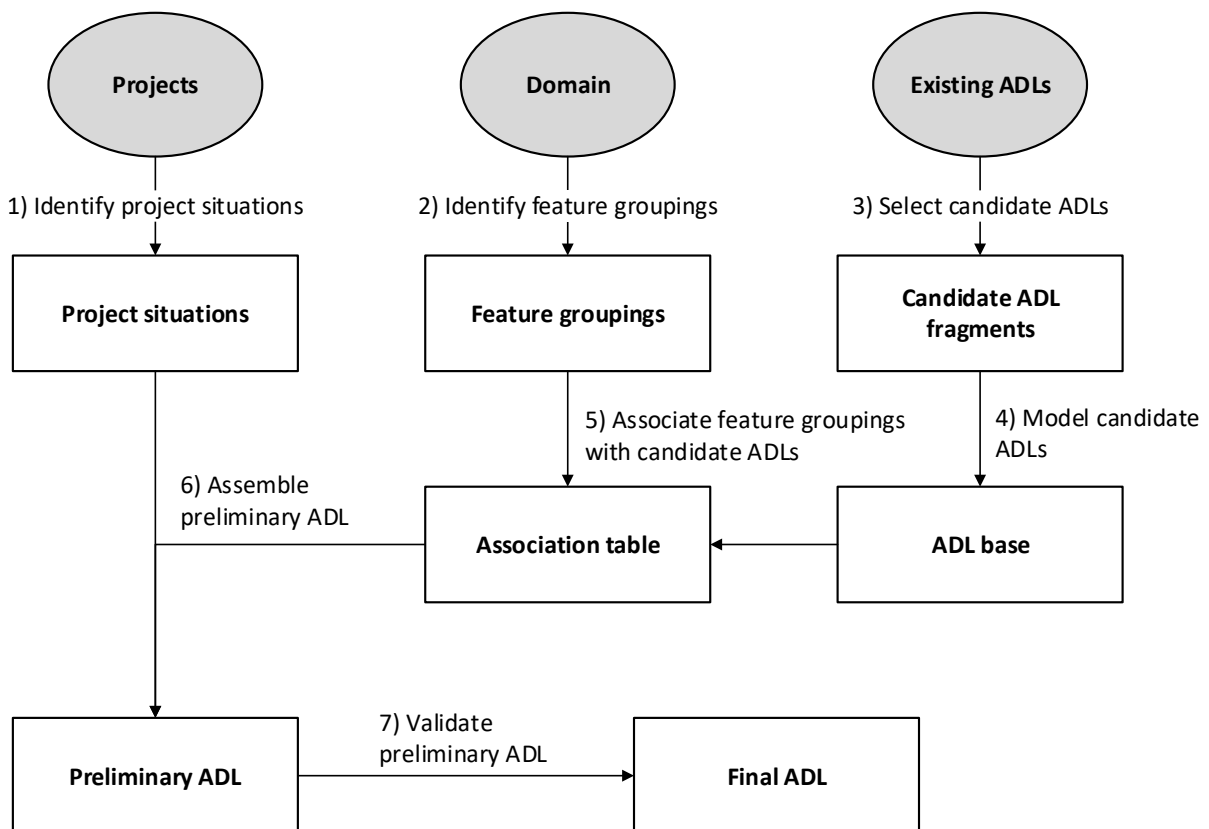 Projects
Domain
Existing ADLs
1) Identify project situations
2) Identify feature groupings
3) Select candidate ADLs
Project situations
Feature groupings
Candidate ADL
fragments
5) Associate feature groupings
with candidate ADLs
4) Model candidate
ADLs
6) Assemble
preliminary ADL
Association table
ADL base
7) Validate
preliminary ADL
Preliminary ADL
Final ADL